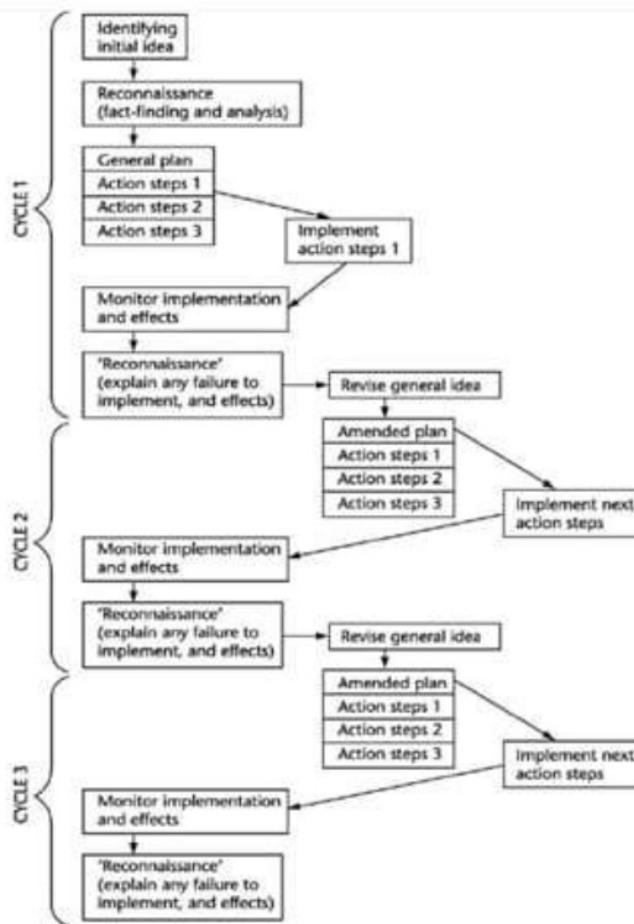 CYCLE 1
Identifying
initial idea
Reconnaissance
(fact-finding and analysis)
General plan
Action steps 1
Action steps 2
Action steps 3
Implement
action steps 1
Monitor implementation
and effects
"Reconnaissance"
(explain any failure to
implement, and effects)
Revise general idea
CYCLE 2
Amended plan
Action steps 1
Action steps 2
Action steps 3
Implement next
action steps
Monitor implementation
and effects
"Reconnaissance"
(explain any failure to
implement, and effects)
Revise general idea
CYCLE 3
Amended plan
Action steps 1
Action steps 2
Action steps 3
Implement next
action steps
Monitor implementation
and effects
"Reconnaissance"
(explain any failure to
implement, and effects)